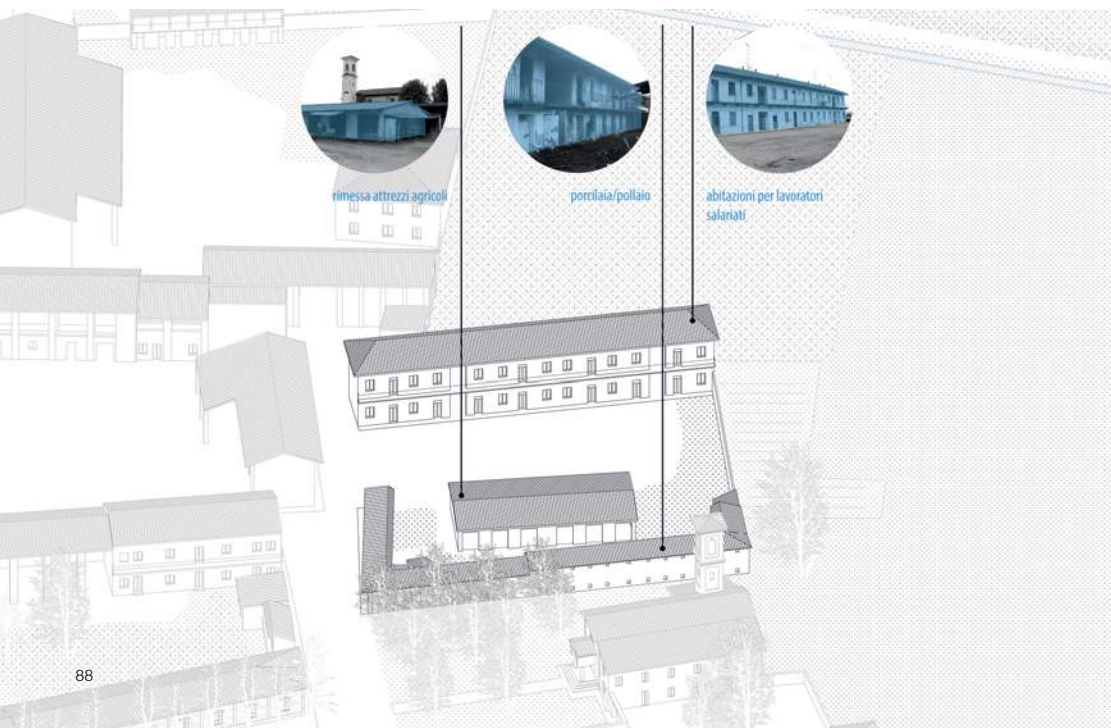 rimessa attrezzi agricoli
porcilaia/pollaio
abitazioni per lavoratori
salariati
88